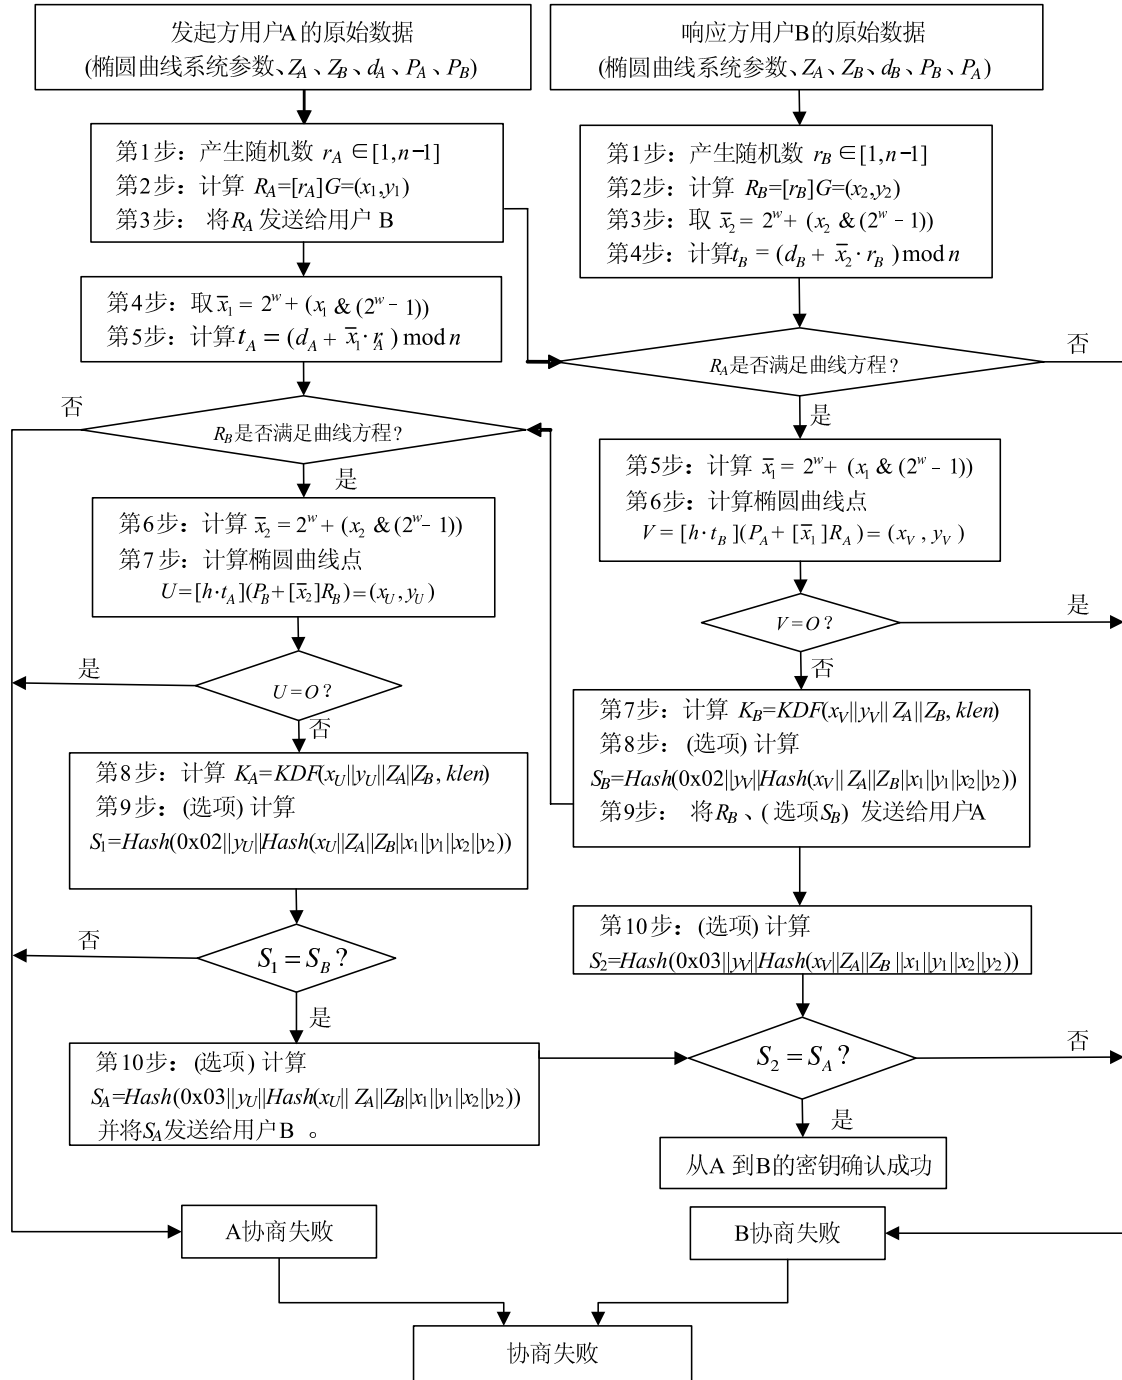 发起方用户A的原始数据
(椭圆曲线系统参数、Z_A、Z_B、d_A、P_A、P_B)
第1步：产生随机数 r_A∈[1,n-1]
第2步：计算 R_A=[r_A]G=(x_1,y_1)
第3步： 将R_A发送给用户B
第4步：取 x̄_1 = 2^w + (x_1 & (2^w - 1))
第5步：计算t_A = (d_A + x̄_1·r_A) mod n
否
R_B是否满足曲线方程?
是
第6步：计算 x̄_2 = 2^w + (x_2 & (2^w - 1))
第7步：计算椭圆曲线点
U=[h·t_A](P_B+[x̄_2]R_B)=(x_U, y_U)
是
U=O?
否
第8步：计算 K_A=KDF(x_U||y_U||Z_A||Z_B, klen)
第9步：(选项) 计算
S_1=Hash(0x02||y_U||Hash(x_U||Z_A||Z_B||x_1||y_1||x_2||y_2))
否
S_1 = S_B?
是
第10步：(选项) 计算
S_A=Hash(0x03||y_U||Hash(x_U||Z_A||Z_B||x_1||y_1||x_2||y_2))
并将S_A发送给用户B 。
A协商失败
响应方用户B的原始数据
(椭圆曲线系统参数、Z_A、Z_B、d_B、P_B、P_A)
第1步：产生随机数 r_B∈[1,n-1]
第2步：计算 R_B=[r_B]G=(x_2,y_2)
第3步：取 x̄_2 = 2^w + (x_2 & (2^w - 1))
第4步：计算t_B = (d_B + x̄_2·r_B) mod n
R_A是否满足曲线方程?
否
是
第5步：计算 x̄_1 = 2^w + (x_1 & (2^w - 1))
第6步：计算椭圆曲线点
V=[h·t_B](P_A+[x̄_1]R_A)=(x_V, y_V)
V=O?
是
否
第7步：计算 K_B=KDF(x_V||y_V||Z_A||Z_B, klen)
第8步：(选项) 计算
S_B=Hash(0x02||y_V||Hash(x_V||Z_A||Z_B||x_1||y_1||x_2||y_2))
第9步： 将R_B、(选项S_B) 发送给用户A
第10步：(选项) 计算
S_2=Hash(0x03||y_V||Hash(x_V||Z_A||Z_B||x_1||y_1||x_2||y_2))
S_2 = S_A?
否
是
从A到B的密钥确认成功
B协商失败
协商失败